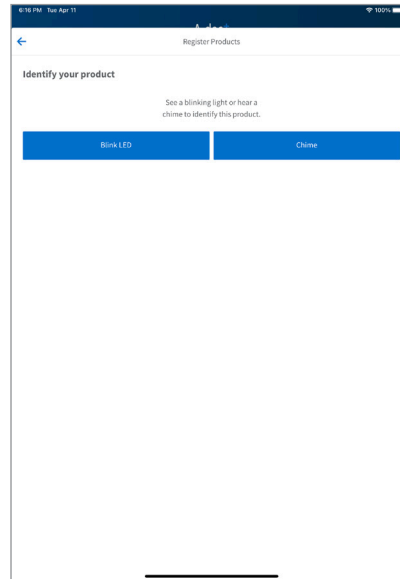 6:16 PM Tue Apr 11
100%
Register Products
Identify your product
See a blinking light or hear a
chime to identify this product.
Blink LED
Chime